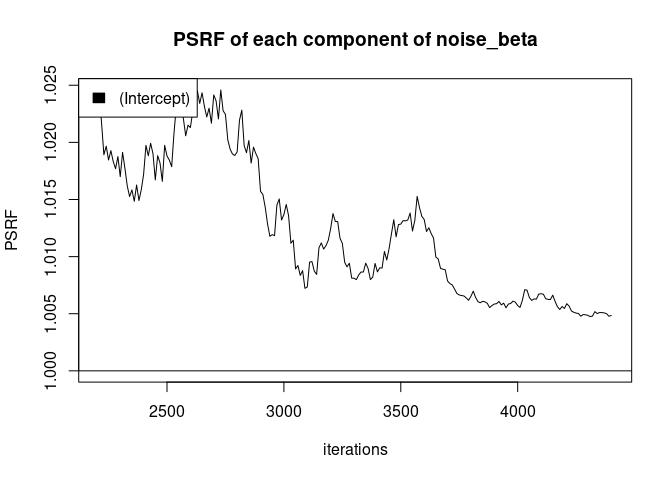 PSRF of each component of noise_beta
(Intercept)
PSRF
1.025
1.020
1.015
1.010
1.005
1.000
2500 3000 3500 4000
iterations